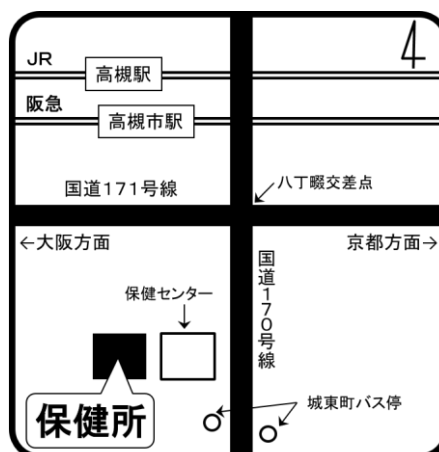 JR
高槻駅
阪急
高槻市駅
国道171号線
八丁畷交差点
←大阪方面
京都方面→
国道170号線
保健センター
保健所
城東町バス停